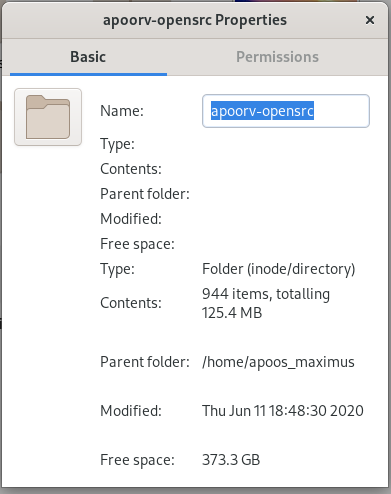 apoorv-opensrc Properties ×
Basic Permissions
Name: apoorv-opensrc
Type:
Contents:
Parent folder:
Modified:
Free space:
Type: Folder (inode/directory)
Contents: 944 items, totalling
125.4 MB
Parent folder: /home/apoos_maximus
Modified: Thu Jun 11 18:48:30 2020
Free space: 373.3 GB